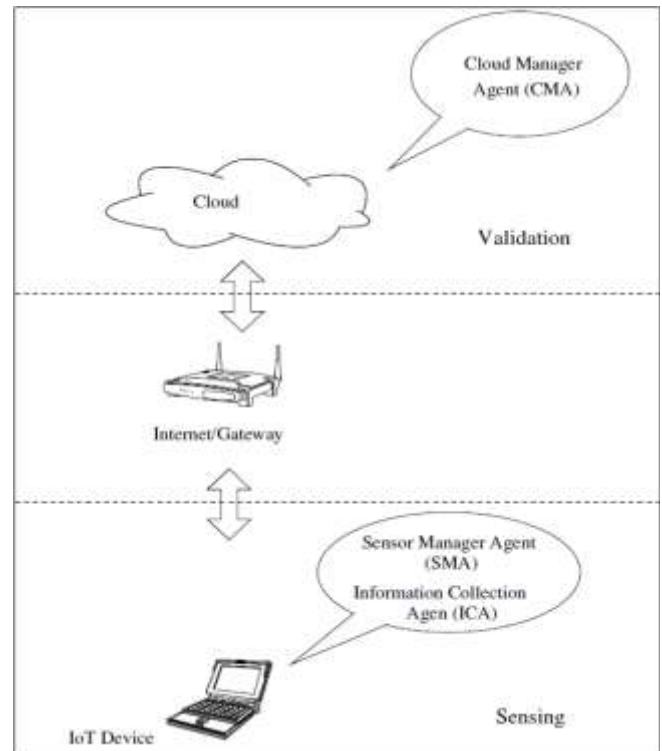 Cloud Manager
Agent (CMA)
Cloud
Validation
Internet/Gateway
Sensor Manager Agent
(SMA)
Information Collection
Agen (ICA)
IoT Device
Sensing